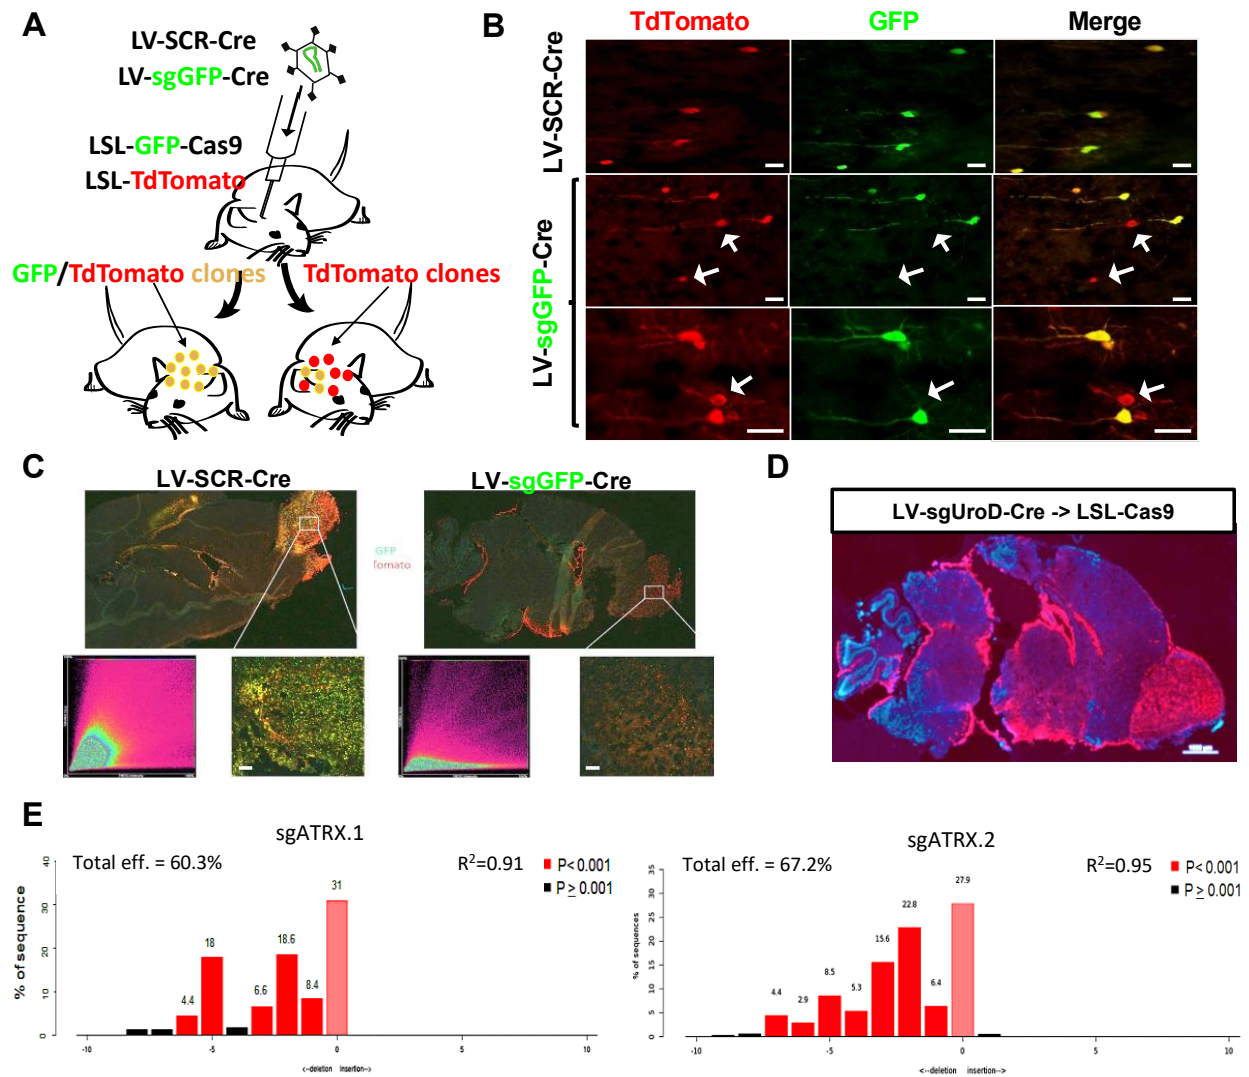 A
LV-SCR-Cre
LV-sgGFP-Cre
LSL-GFP-Cas9
LSL-TdTomato
GFP/TdTomato clones
TdTomato clones
B
TdTomato
GFP
Merge
LV-SCR-Cre
LV-sgGFP-Cre
C
LV-SCR-Cre
LV-sgGFP-Cre
GFP
Tomato
D
LV-sgUroD-Cre -> LSL-Cas9
E
sgATRX.1
Total eff. = 60.3%
R²=0.91
P< 0.001
P ≥ 0.001
% of sequence
0
10
20
30
40
4.4
18
6.6
18.6
8.4
31
-10
-5
0
5
10
<--deletion insertion-->
sgATRX.2
Total eff. = 67.2%
R²=0.95
P< 0.001
P ≥ 0.001
% of sequences
0
5
10
15
20
25
30
35
4.4
2.9
8.5
5.3
15.6
22.8
6.4
27.9
-10
-5
0
5
10
<--deletion insertion-->